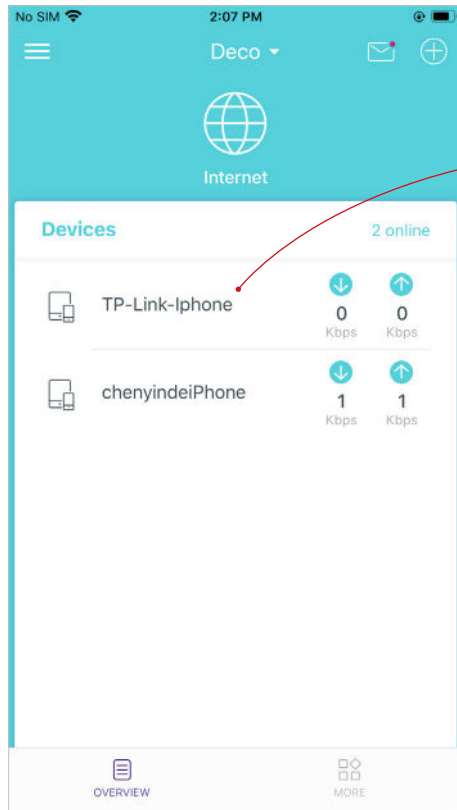 No SIM 2:07 PM
Deco
Internet
Devices 2 online
TP-Link-Iphone 0 0
Kbps Kbps
chenyindeiPhone 1 1
Kbps Kbps
OVERVIEW MORE